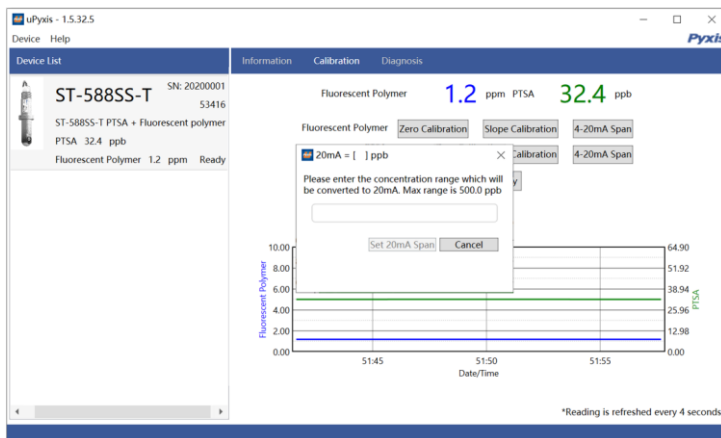 uPyxis - 1.5.32.5
Device Help
Pyxis
Device List
Information Calibration Diagnosis
ST-588SS-T
SN: 20200001
53416
ST-588SS-T PTSA + Fluorescent polymer
PTSA 32.4 ppb
Fluorescent Polymer 1.2 ppm Ready
Fluorescent Polymer 1.2 ppm PTSA 32.4 ppb
Fluorescent Polymer Zero Calibration Slope Calibration 4-20mA Span
Calibration 4-20mA Span
20mA = [ ] ppb
Please enter the concentration range which will
be converted to 20mA. Max range is 500.0 ppb
Set 20mA Span Cancel
10.00 64.90
8.00 51.92
6.00 38.94
4.00 25.96
2.00 12.98
0.00 0.00
Fluorescent Polymer
PTSA
51:45 51:50 51:55
Date/Time
*Reading is refreshed every 4 seconds